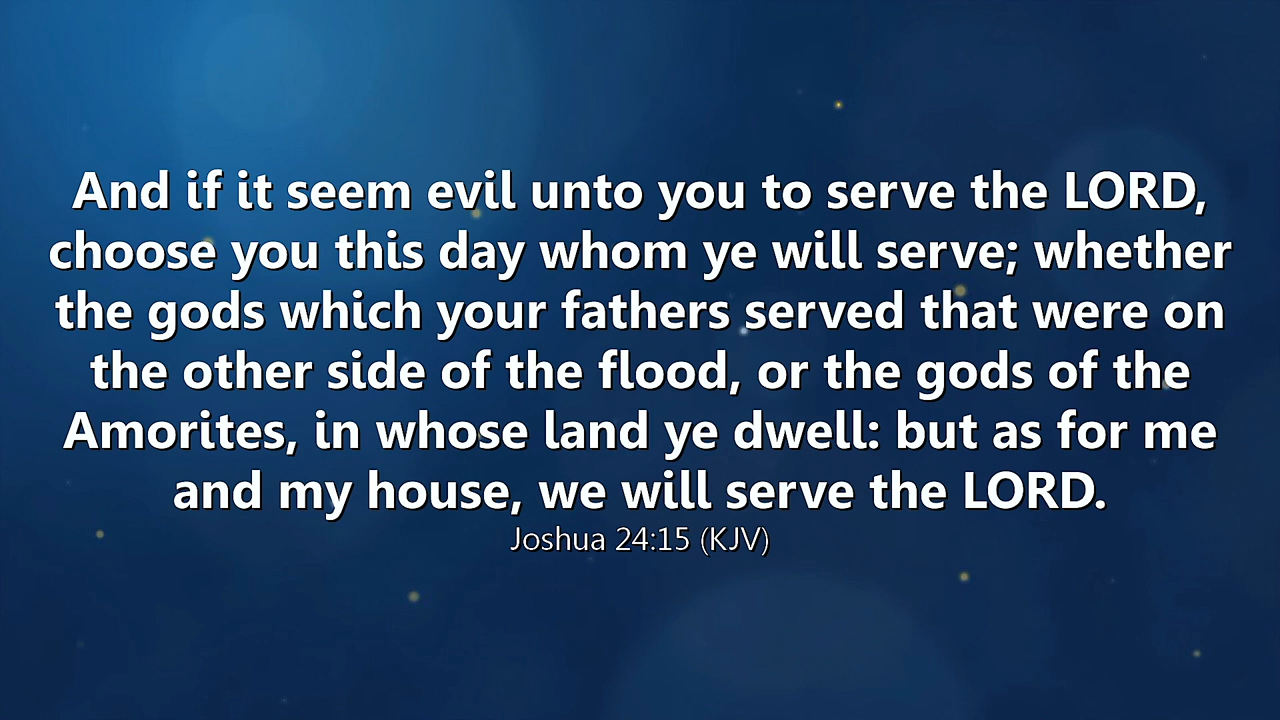 And if it seem evil unto you to serve the LORD,
choose you this day whom ye will serve; whether
the gods which your fathers served that were on
the other side of the flood, or the gods of the
Amorites, in whose land ye dwell: but as for me
and my house, we will serve the LORD.
Joshua 24:15 (KJV)